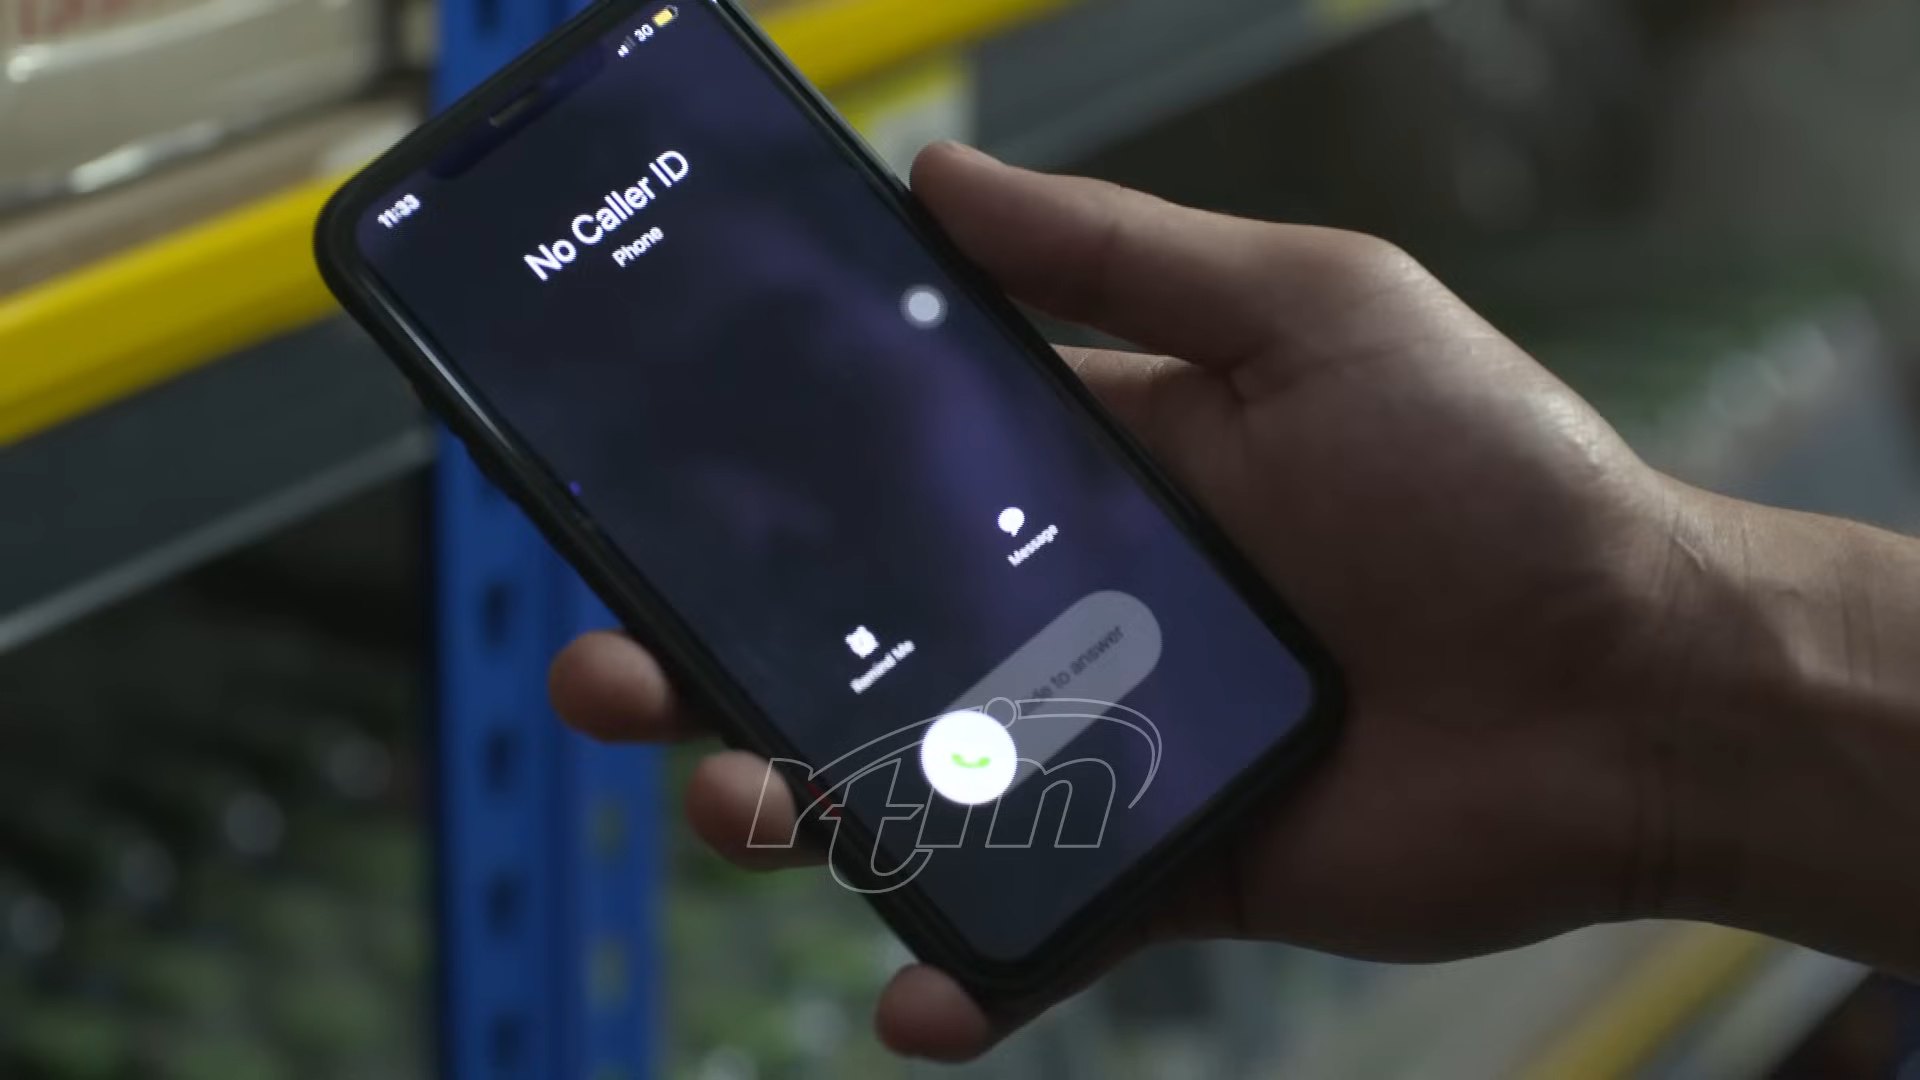 11:33
3G
No Caller ID
Phone
Message
Remind Me
to answer
rtm